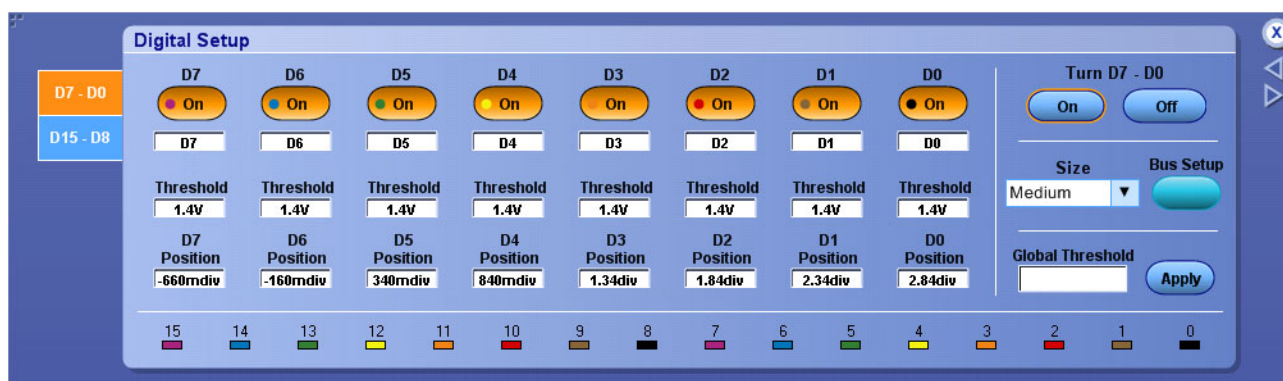 Digital Setup
X
D7 - D0
D15 - D8
D7 D6 D5 D4 D3 D2 D1 D0
On On On On On On On On
D7 D6 D5 D4 D3 D2 D1 D0
Threshold Threshold Threshold Threshold Threshold Threshold Threshold Threshold
1.4V 1.4V 1.4V 1.4V 1.4V 1.4V 1.4V 1.4V
D7 D6 D5 D4 D3 D2 D1 D0
Position Position Position Position Position Position Position Position
-660mdiv -160mdiv 340mdiv 840mdiv 1.34div 1.84div 2.34div 2.84div
Turn D7 - D0
On Off
Size Bus Setup
Medium
Global Threshold
Apply
15 14 13 12 11 10 9 8 7 6 5 4 3 2 1 0